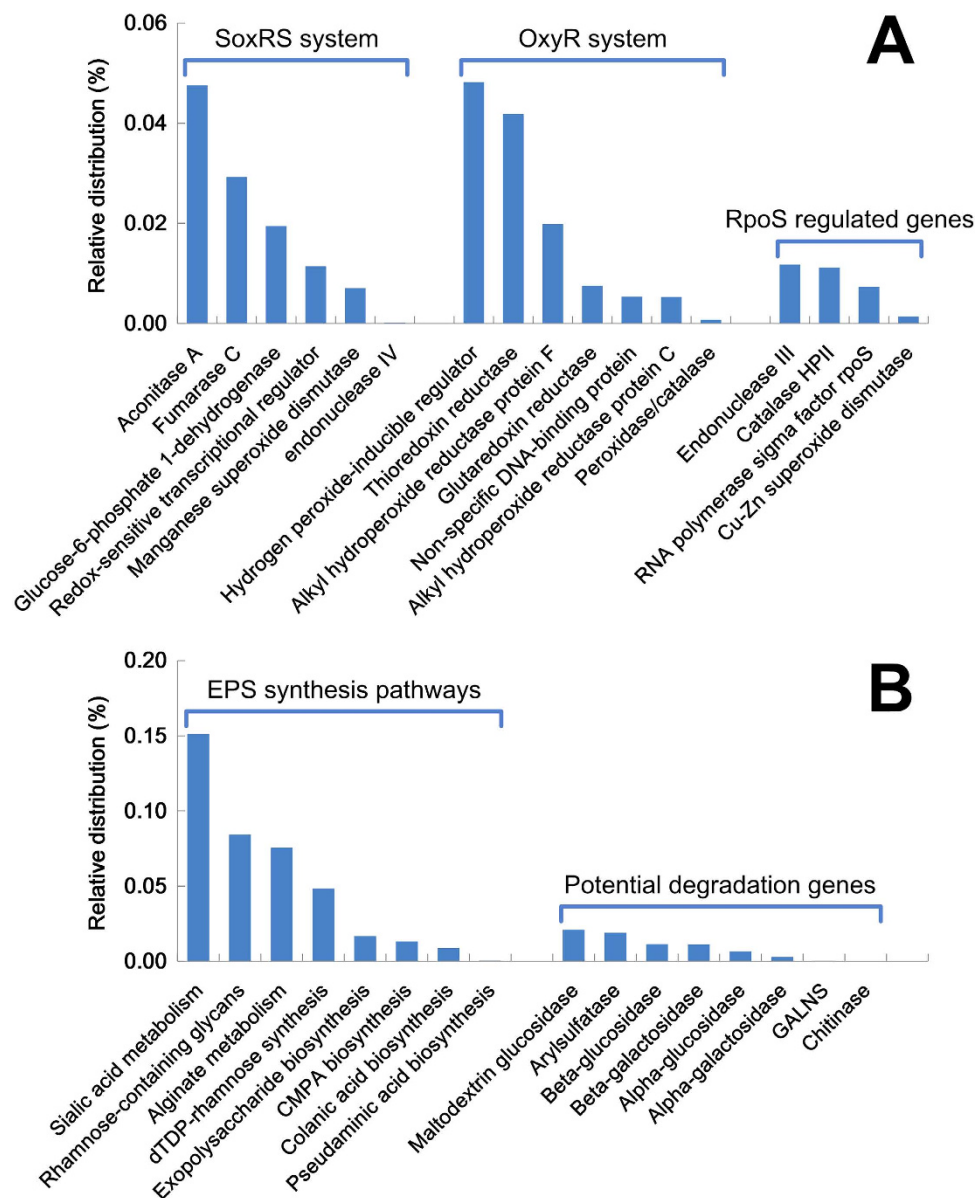 A
0.06
0.04
0.02
0.00
Relative distribution (%)
SoxRS system
OxyR system
RpoS regulated genes
Aconitase A
Fumarase C
Glucose-6-phosphate 1-dehydrogenase
Redox-sensitive transcriptional regulator
Manganese superoxide dismutase
endonuclease IV
Hydrogen peroxide-inducible regulator
Thioredoxin reductase
Alkyl hydroperoxide reductase protein F
Glutaredoxin reductase
Non-specific DNA-binding protein
Alkyl hydroperoxide reductase protein C
Peroxidase/catalase
Endonuclease III
Catalase HPII
RNA polymerase sigma factor rpoS
Cu-Zn superoxide dismutase
B
0.20
0.15
0.10
0.05
0.00
Relative distribution (%)
EPS synthesis pathways
Potential degradation genes
Sialic acid metabolism
Rhamnose-containing glycans
Alginate metabolism
dTDP-rhamnose synthesis
Exopolysaccharide biosynthesis
CMPA biosynthesis
Colanic acid biosynthesis
Pseudaminic acid biosynthesis
Maltodextrin glucosidase
Arylsulfatase
Beta-glucosidase
Beta-galactosidase
Alpha-glucosidase
Alpha-galactosidase
GALNS
Chitinase